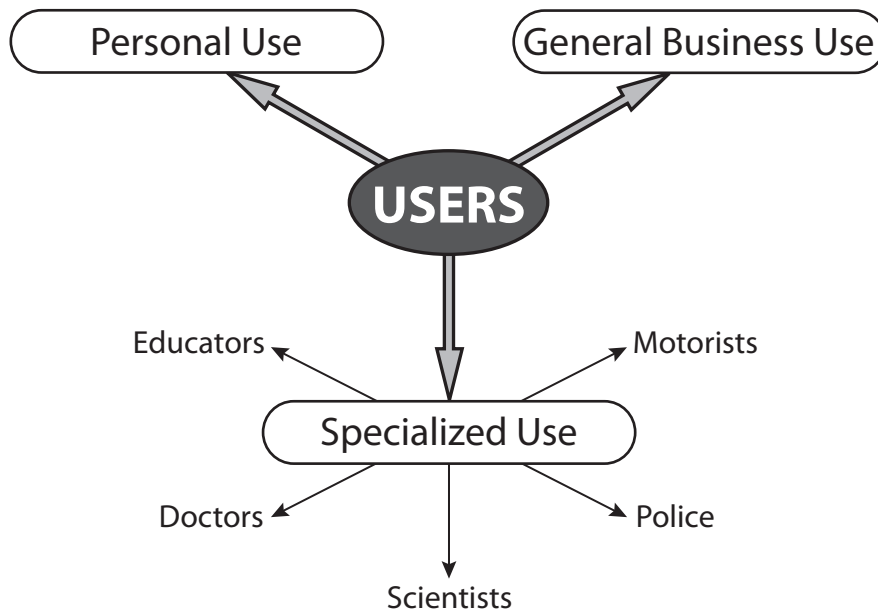 Personal Use
General Business Use
USERS
Educators
Motorists
Specialized Use
Doctors
Police
Scientists